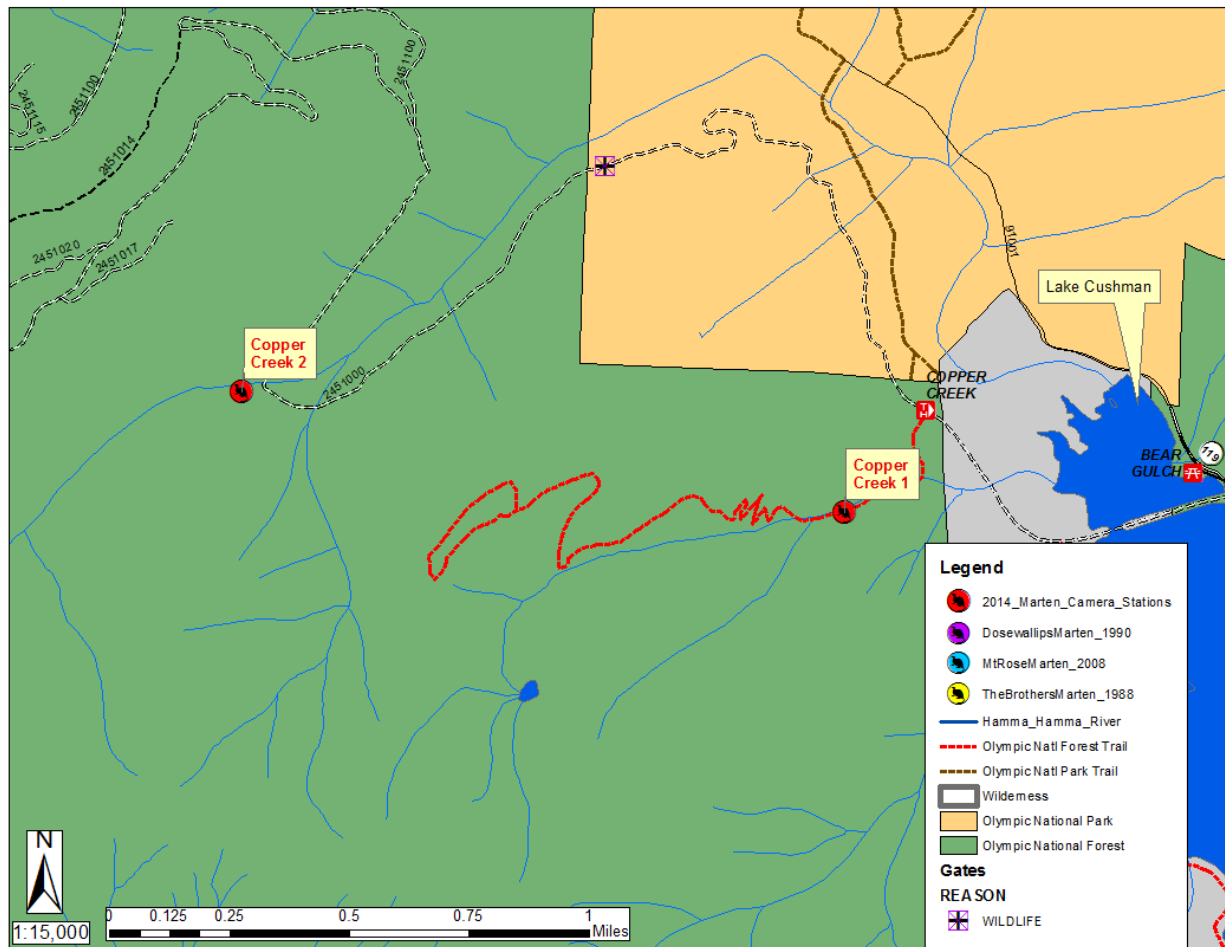 2451100
2451100
2451115
2451014
2451020
2451017
91001
Lake Cushman
Copper
Creek 2
2451000
COPPER
CREEK
Copper
Creek 1
BEAR
GULCH
119
Legend
2014_Marten_Camera_Stations
DosewallipsMarten_1990
MtRoseMarten_2008
TheBrothersMarten_1988
Hamma_Hamma_River
Olympic Natl Forest Trail
Olympic Natl Park Trail
Wilderness
Olympic National Park
Olympic National Forest
Gates
REASON
WILDLIFE
N
1:15,000
0 0.125 0.25 0.5 0.75 1
Miles